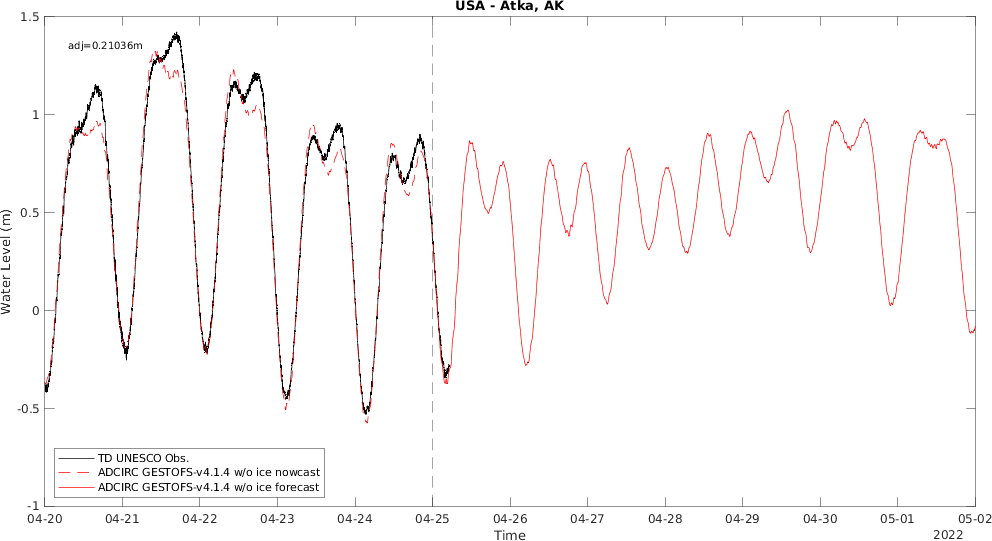 USA - Atka, AK
adj=0.21036m
1.5
1
0.5
0
-0.5
-1
Water Level (m)
TD UNESCO Obs.
ADCIRC GESTOFS-v4.1.4 w/o ice nowcast
ADCIRC GESTOFS-v4.1.4 w/o ice forecast
04-20 04-21 04-22 04-23 04-24 04-25 04-26 04-27 04-28 04-29 04-30 05-01 05-02
Time
2022